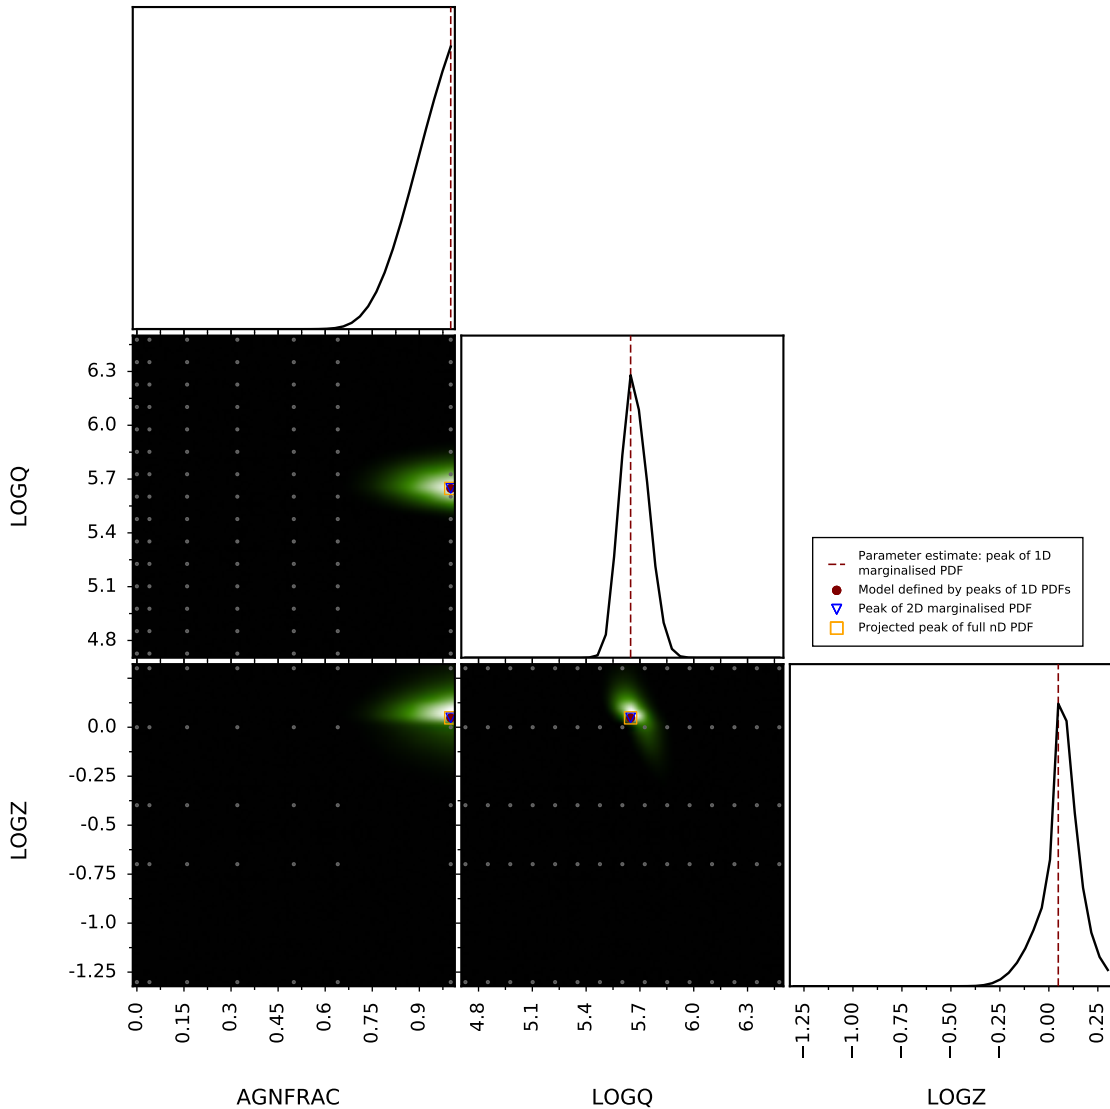 6.3
6.0
5.7
5.4
5.1
4.8
LOGQ
Parameter estimate: peak of 1D
marginalised PDF
Model defined by peaks of 1D PDFs
Peak of 2D marginalised PDF
Projected peak of full nD PDF
0.0
-0.25
-0.5
-0.75
-1.0
-1.25
LOGZ
0.0 0.15 0.3 0.45 0.6 0.75 0.9
4.8 5.1 5.4 5.7 6.0 6.3
−1.25 −1.00 −0.75 −0.50 −0.25 0.00 0.25
AGNFRAC LOGQ LOGZ